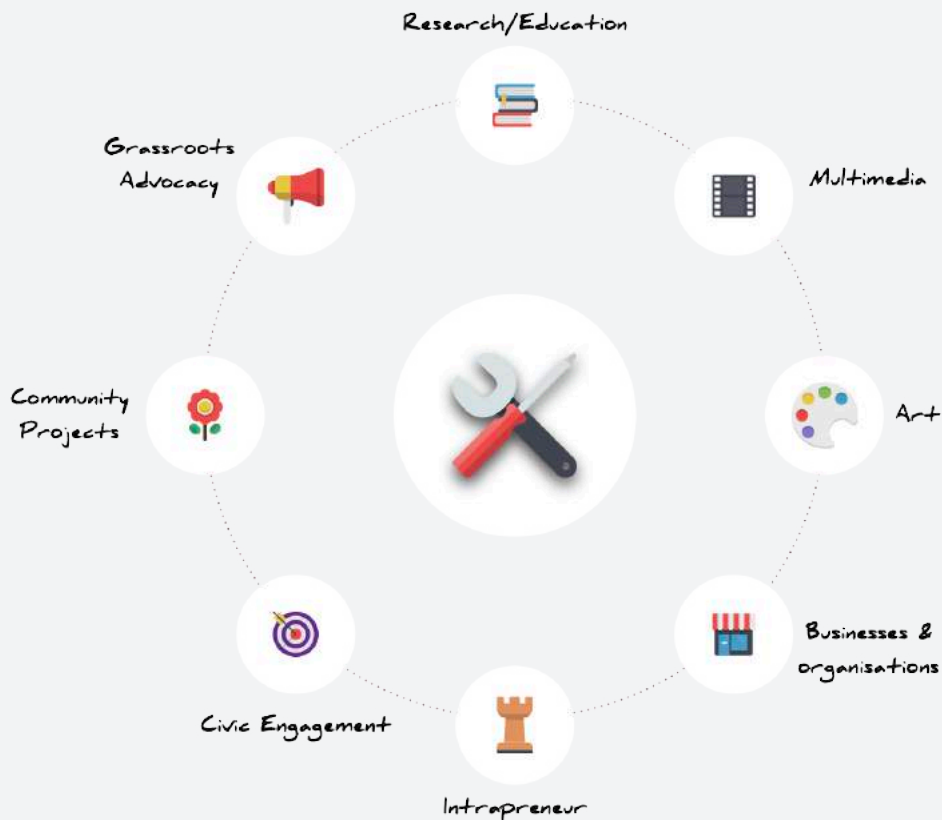 Research/Education
Grassroots
Advocacy
Multimedia
Community
Projects
Art
Businesses &
organisations
Civic Engagement
Intrapreneur